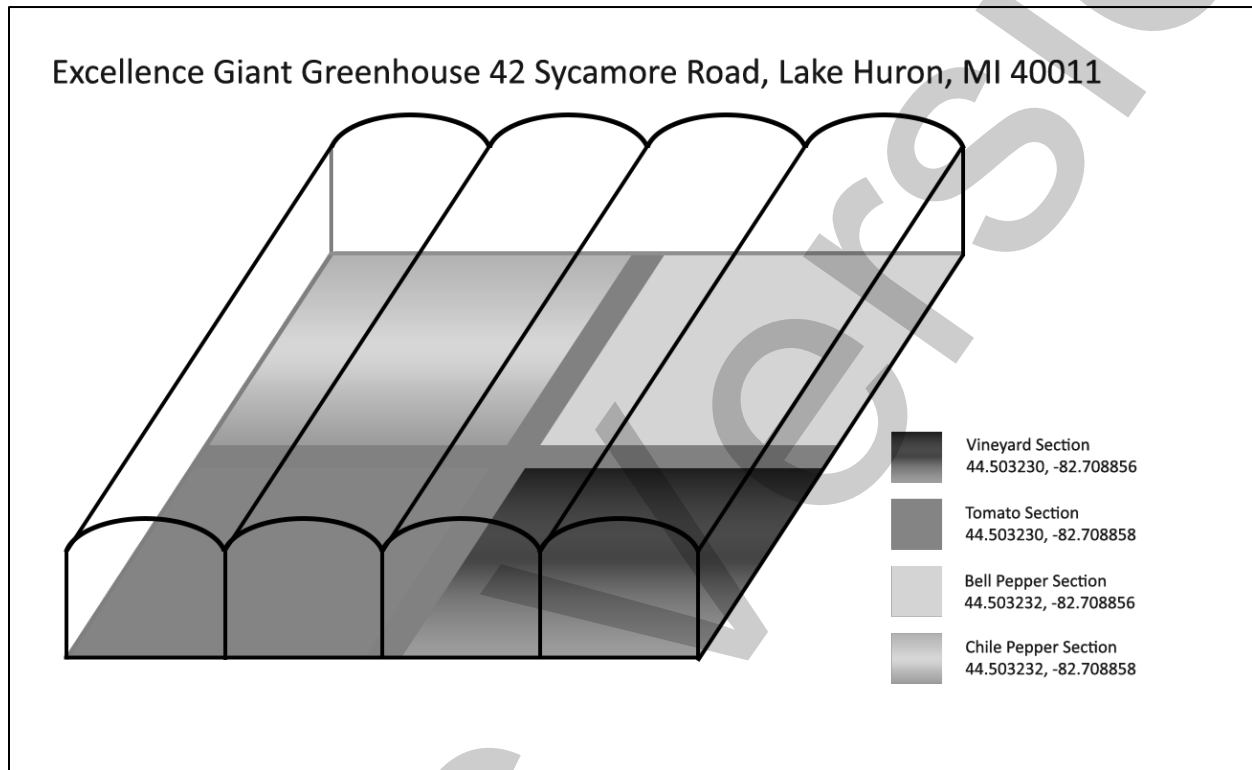 Excellence Giant Greenhouse 42 Sycamore Road, Lake Huron, MI 40011
Vineyard Section
44.503230, -82.708856
Tomato Section
44.503230, -82.708858
Bell Pepper Section
44.503232, -82.708856
Chile Pepper Section
44.503232, -82.708858